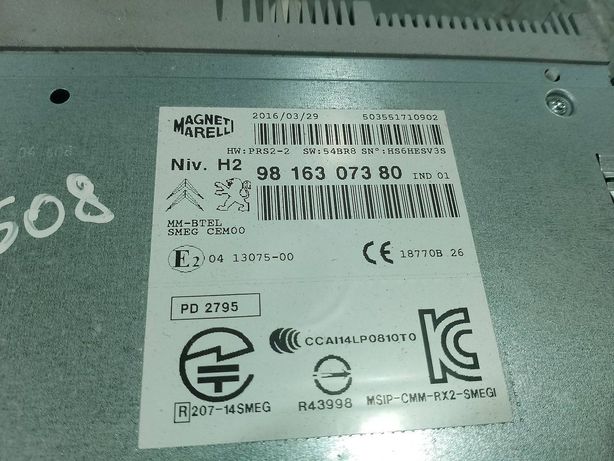 MAGNETI
MARELLI
2016/03/29 503551710902
HW:PRS2-2 SW:54BR8 SN°:HS6HESV3S
Niv. H2 98 163 073 80 IND 01
MM-BTEL
SMEG CEM00
E2 04 13075-00 CE 18770B 26
PD 2795
CCAI14LP0810T0
R 207-14SMEG R43998 MSIP-CMM-RX2-SMEGI
508